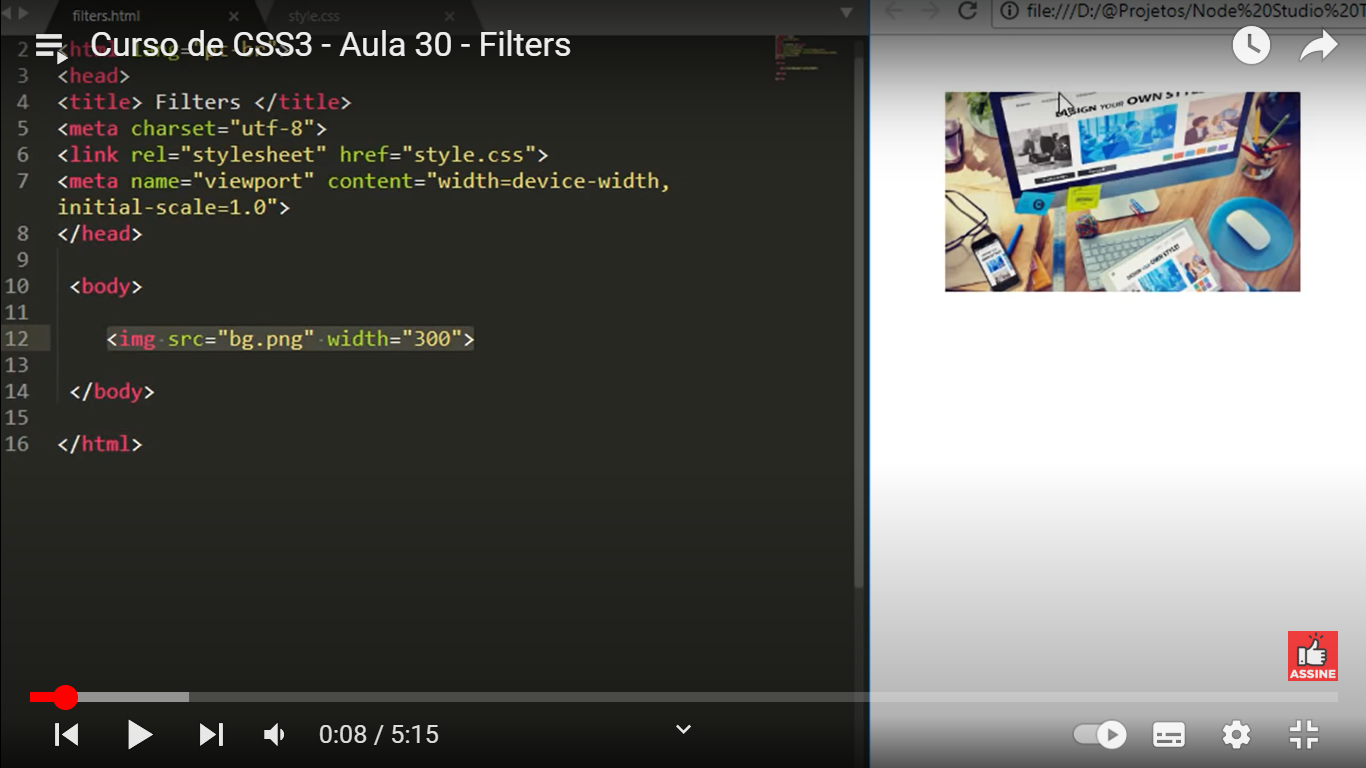 filters.html
style.css
file:///D:/@Projetos/Node%20Studio%20T
Curso de CSS3 - Aula 30 - Filters
2 <html lang="pt-br">
3 <head>
4 <title> Filters </title>
5 <meta charset="utf-8">
6 <link rel="stylesheet" href="style.css">
7 <meta name="viewport" content="width=device-width,
initial-scale=1.0">
8 </head>
9
10 <body>
11
12 <img src="bg.png" width="300">
13
14 </body>
15
16 </html>
DESIGN YOUR OWN STYLE
DESIGN YOUR OWN STYLE!
ASSINE
0:08 / 5:15